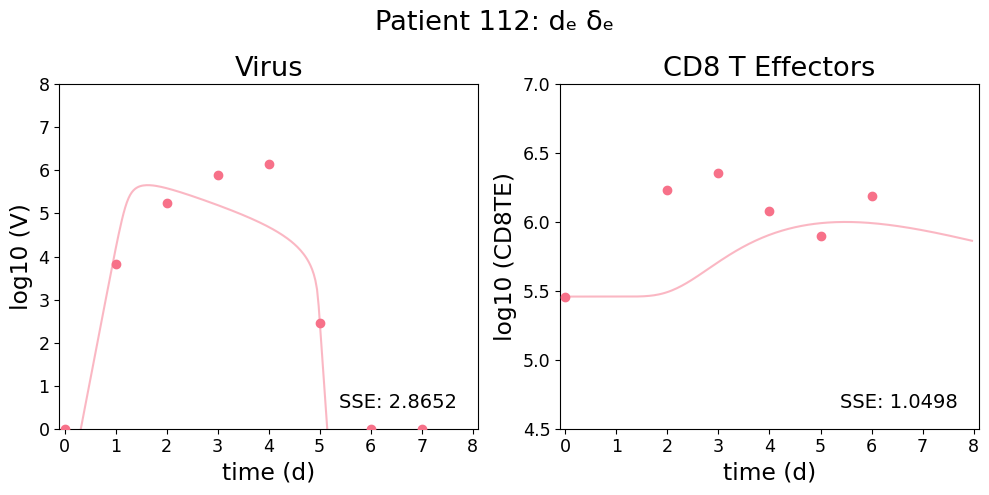 Patient 112: dₑ δₑ
Virus
CD8 T Effectors
log10 (V)
8
7
6
5
4
3
2
1
0
SSE: 2.8652
0 1 2 3 4 5 6 7 8
time (d)
log10 (CD8TE)
7.0
6.5
6.0
5.5
5.0
4.5
SSE: 1.0498
0 1 2 3 4 5 6 7 8
time (d)